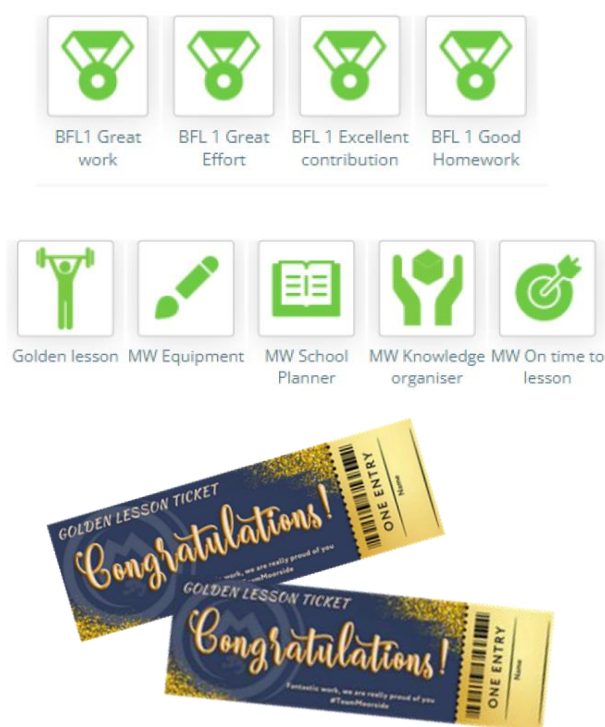 BFL1 Great
work
BFL 1 Great
Effort
BFL 1 Excellent
contribution
BFL 1 Good
Homework
Golden lesson
MW Equipment
MW School
Planner
MW Knowledge
organiser
MW On time to
lesson
GOLDEN LESSON TICKET
Congratulations!
work, we are really proud of you
#TeamMoorside
ONE ENTRY
Name
GOLDEN LESSON TICKET
Congratulations!
Fantastic work, we are really proud of you
#TeamMoorside
ONE ENTRY
Name